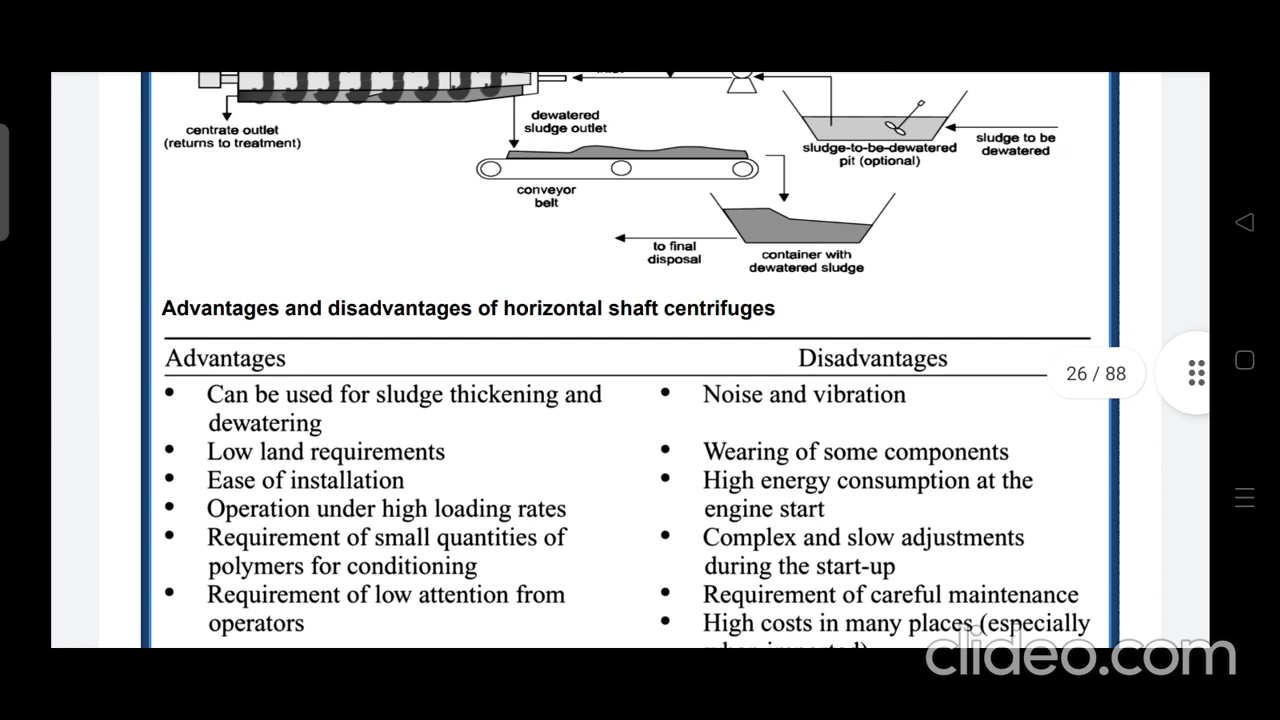 centrate outlet
(returns to treatment)
dewatered
sludge outlet
sludge-to-be-dewatered
pit (optional)
sludge to be
dewatered
conveyor
belt
to final
disposal
container with
dewatered sludge
Advantages and disadvantages of horizontal shaft centrifuges
Advantages
Disadvantages
26 / 88
• Can be used for sludge thickening and
dewatering
• Low land requirements
• Ease of installation
• Operation under high loading rates
• Requirement of small quantities of
polymers for conditioning
• Requirement of low attention from
operators
• Noise and vibration
• Wearing of some components
• High energy consumption at the
engine start
• Complex and slow adjustments
during the start-up
• Requirement of careful maintenance
• High costs in many places (especially
clideo.com